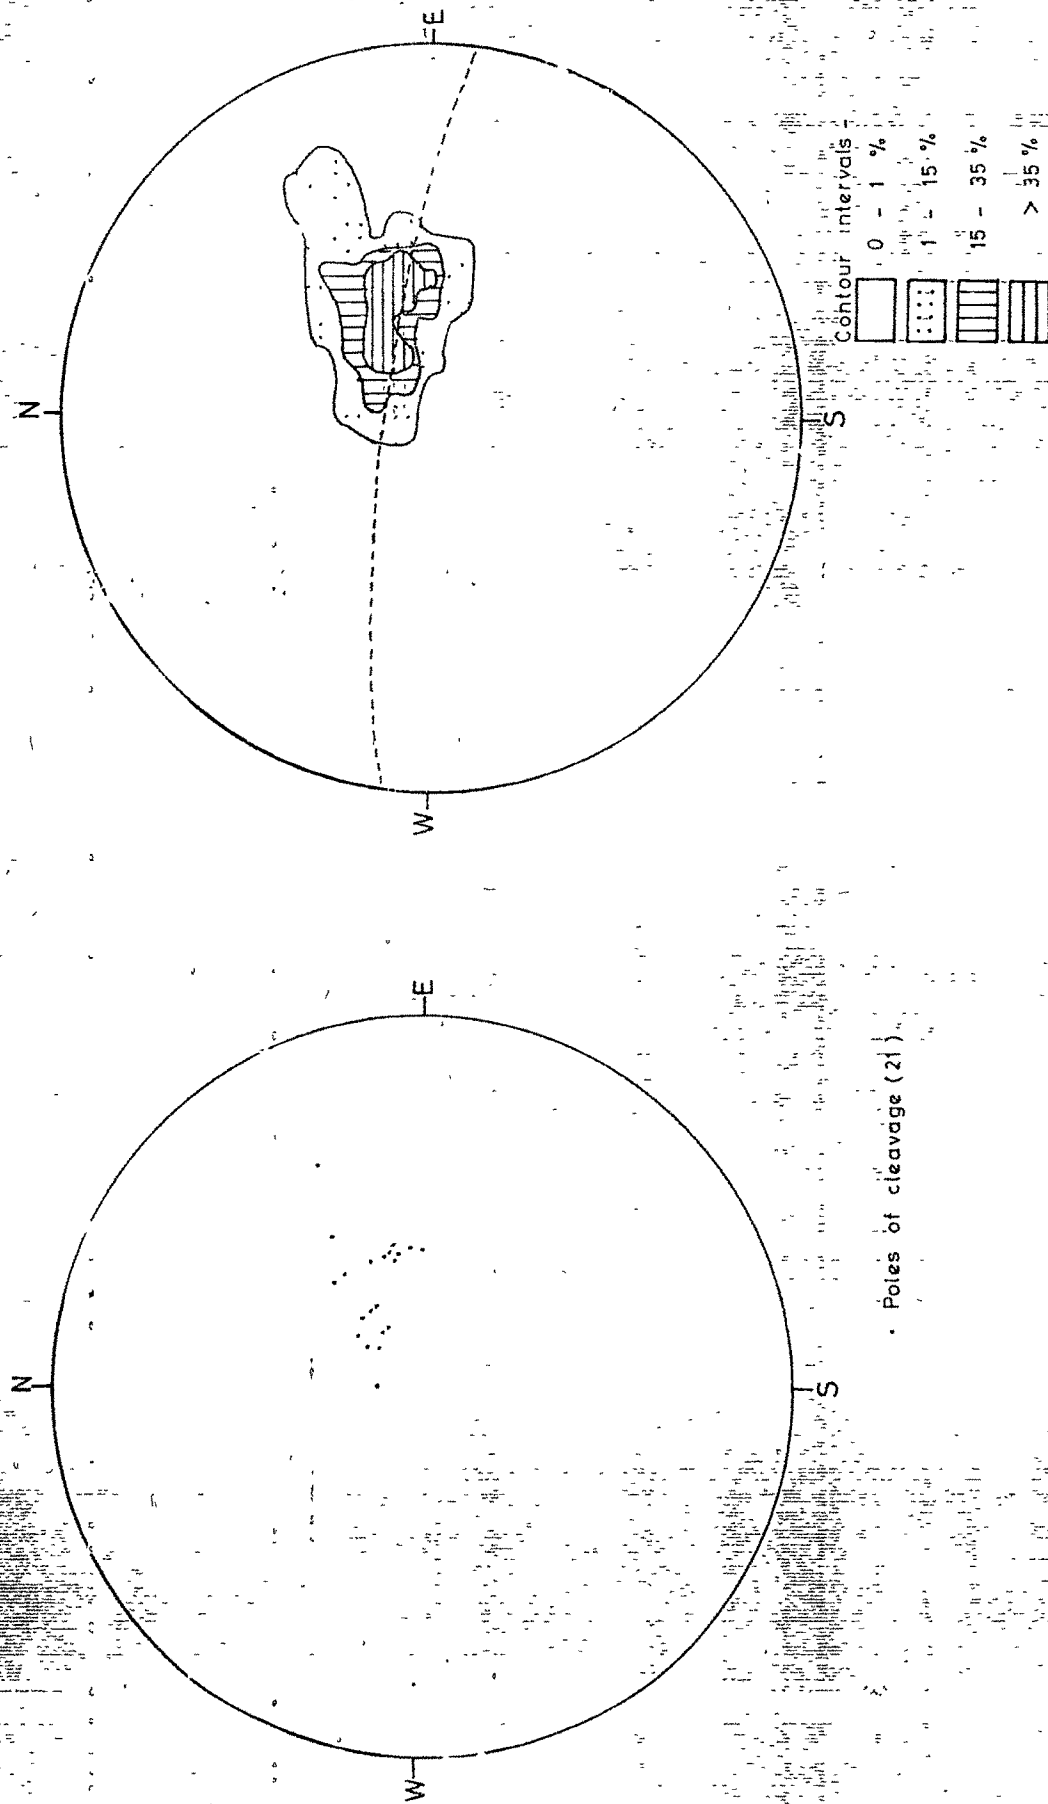 N
E
S
W
• Poles of cleavage (21)
N
E
S
W
Contour intervals -
0 - 1 %
1 - 15 %
15 - 35 %
> 35 %